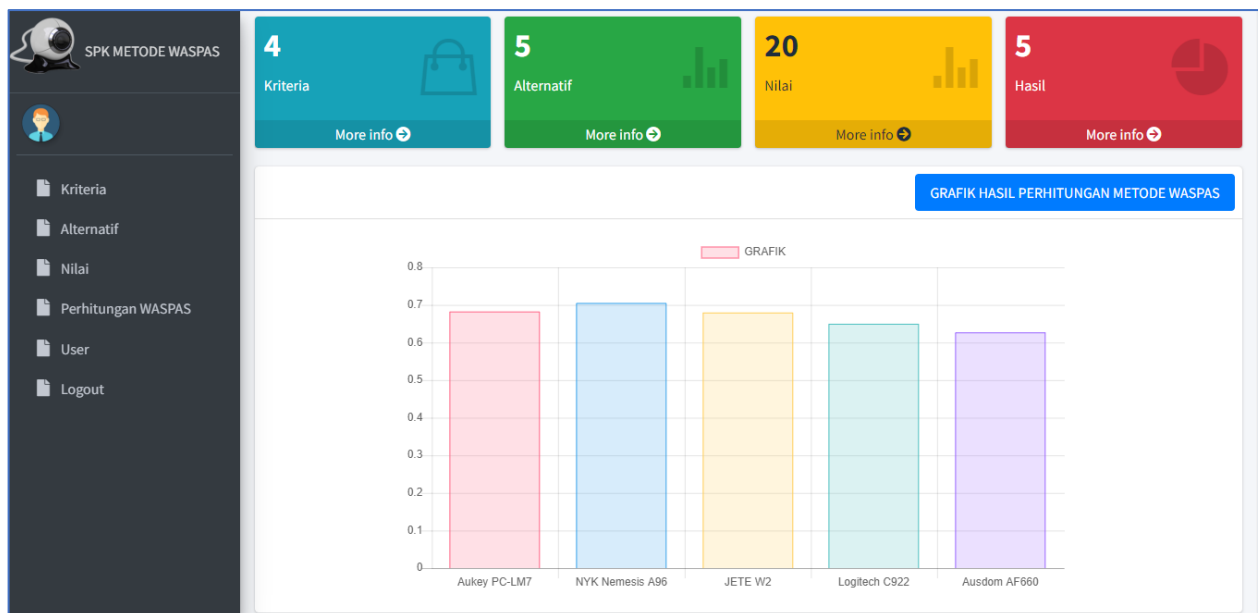 SPK METODE WASPAS
Kriteria
Alternatif
Nilai
Perhitungan WASPAS
User
Logout
4
Kriteria
More info
5
Alternatif
More info
20
Nilai
More info
5
Hasil
More info
GRAFIK HASIL PERHITUNGAN METODE WASPAS
GRAFIK
0.8
0.7
0.6
0.5
0.4
0.3
0.2
0.1
0
Aukey PC-LM7
NYK Nemesis A96
JETE W2
Logitech C922
Ausdom AF660